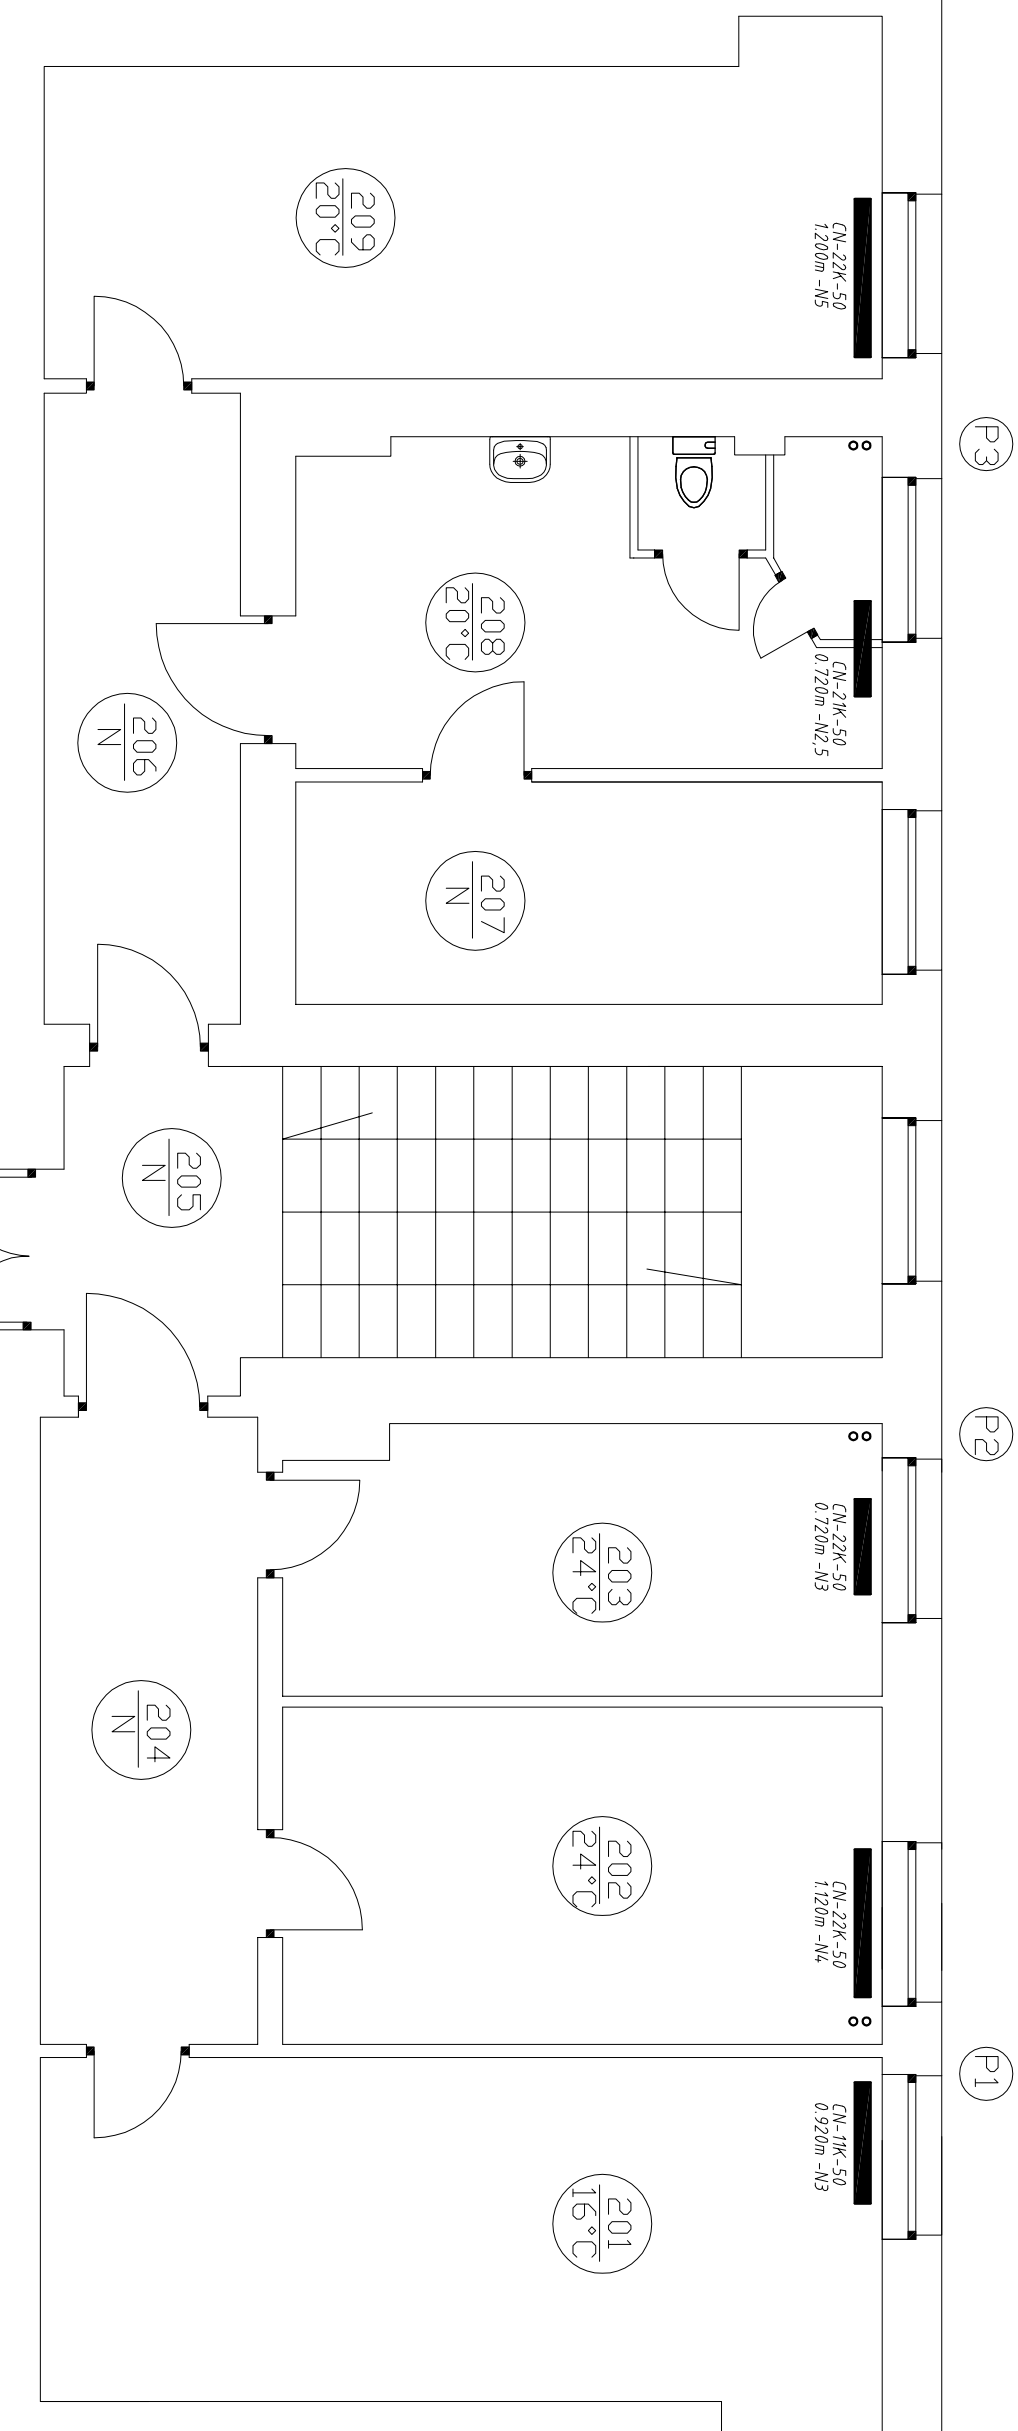 209
20°C
CN-22K-50
1.200m -N5
P3
208
20°C
CN-21K-50
0.720m -N2,5
206
N
207
N
205
N
P2
203
24°C
CN-22K-50
0.720m -N3
204
N
202
24°C
CN-22K-50
1.120m -N4
P1
201
16°C
CN-11K-50
0.920m -N3